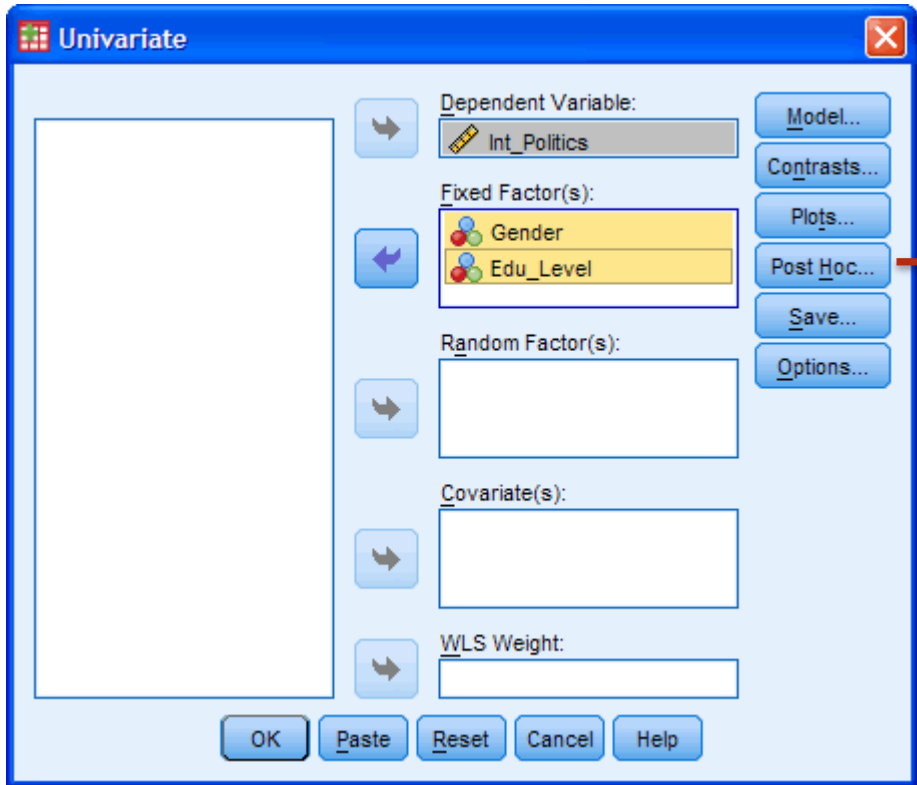 Univariate
Dependent Variable:
Int_Politics
Fixed Factor(s):
Gender
Edu_Level
Random Factor(s):
Covariate(s):
WLS Weight:
Model...
Contrasts...
Plots...
Post Hoc...
Save...
Options...
OK Paste Reset Cancel Help